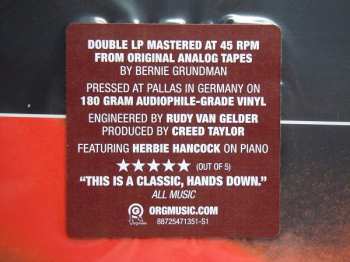 DOUBLE LP MASTERED AT 45 RPM
FROM ORIGINAL ANALOG TAPES
BY BERNIE GRUNDMAN
PRESSED AT PALLAS IN GERMANY ON
180 GRAM AUDIOPHILE-GRADE VINYL
ENGINEERED BY RUDY VAN GELDER
PRODUCED BY CREED TAYLOR
FEATURING HERBIE HANCOCK ON PIANO
★★★★★ (OUT OF 5)
“THIS IS A CLASSIC, HANDS DOWN.”
ALL MUSIC
ORGMUSIC.COM
88725471351-S1